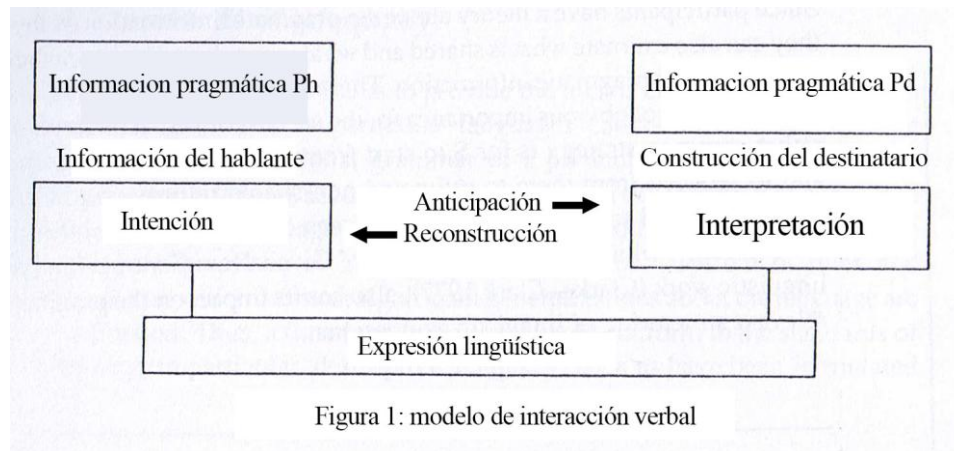 Informacion pragmática Ph
Informacion pragmática Pd
Información del hablante
Construcción del destinatario
Intención
Anticipación
Reconstrucción
Interpretación
Expresión lingüística
Figura 1: modelo de interacción verbal